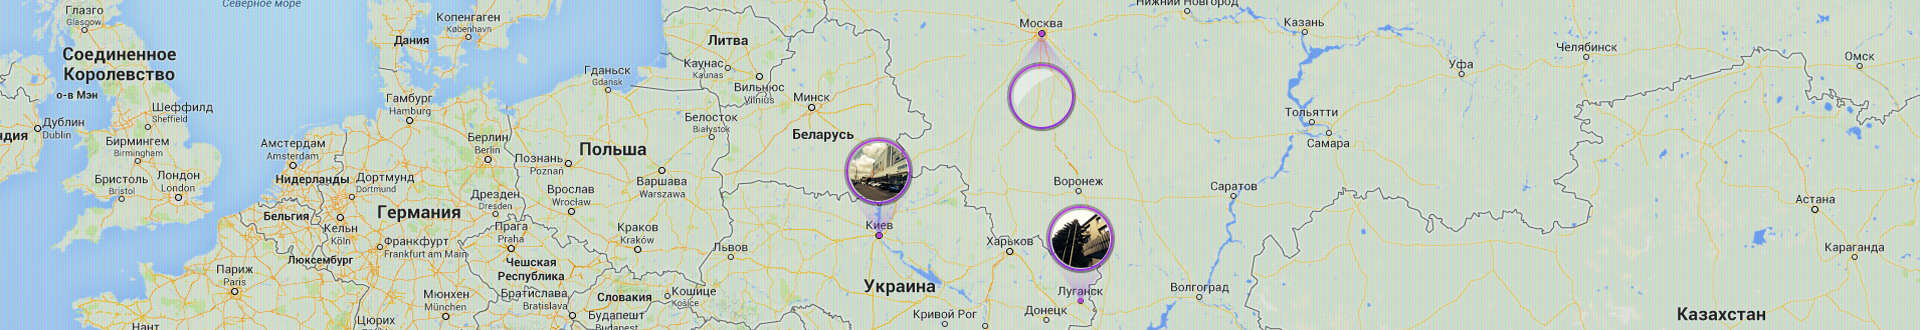 Северное море
Глазго
Glasgow
Соединенное
Королевство
о-в Мэн
Дублин
Dublin
Шеффилд
Sheffield
Бирмингем
Birmingham
Бристоль
Bristol
Лондон
London
Копенгаген
København
Дания
Гамбург
Hamburg
Амстердам
Amsterdam
Нидерланды
Дортмунд
Dortmund
Бельгия
Кельн
Köln
Германия
Берлин
Berlin
Дрезден
Dresden
Франкфурт
Frankfurt am Main
Люксембург
Париж
Paris
Нант
Мюнхен
München
Цюрих
Прага
Praha
Чешская
Республика
Братислава
Bratislava
Гданьск
Gdańsk
Познань
Poznań
Польша
Варшава
Warszawa
Врослав
Wrocław
Краков
Kraków
Словакия
Кошице
Košice
Будапешт
Budapest
Литва
Каунас
Kaunas
Вильнюс
Vilnius
Белосток
Białystok
Минск
Беларусь
Львов
Киев
Украина
Кривой Рог
Харьков
Донецк
Луганск
Москва
Воронеж
Нижний Новгород
Казань
Тольятти
Самара
Саратов
Волгоград
Уфа
Челябинск
Омск
Астана
Караганда
Казахстан